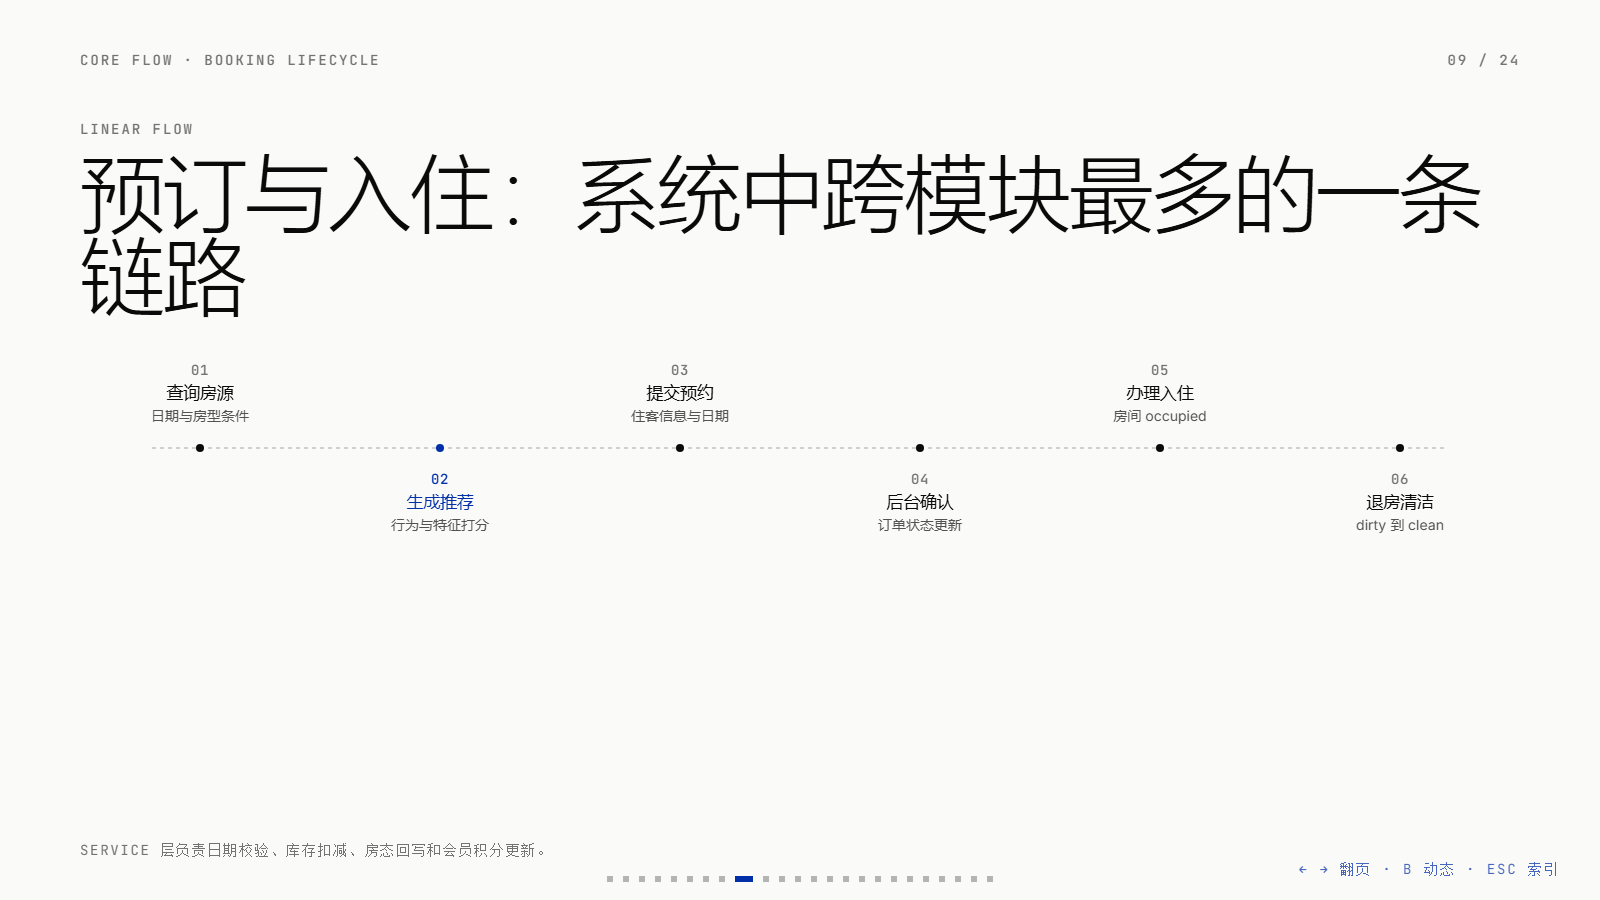 CORE FLOW · BOOKING LIFECYCLE
09 / 24
LINEAR FLOW
预订与入住：系统中跨模块最多的一条
链路
01
查询房源
日期与房型条件
02
生成推荐
行为与特征打分
03
提交预约
住客信息与日期
04
后台确认
订单状态更新
05
办理入住
房间 occupied
06
退房清洁
dirty 到 clean
SERVICE 层负责日期校验、库存扣减、房态回写和会员积分更新。
← → 翻页 · B 动态 · ESC 索引